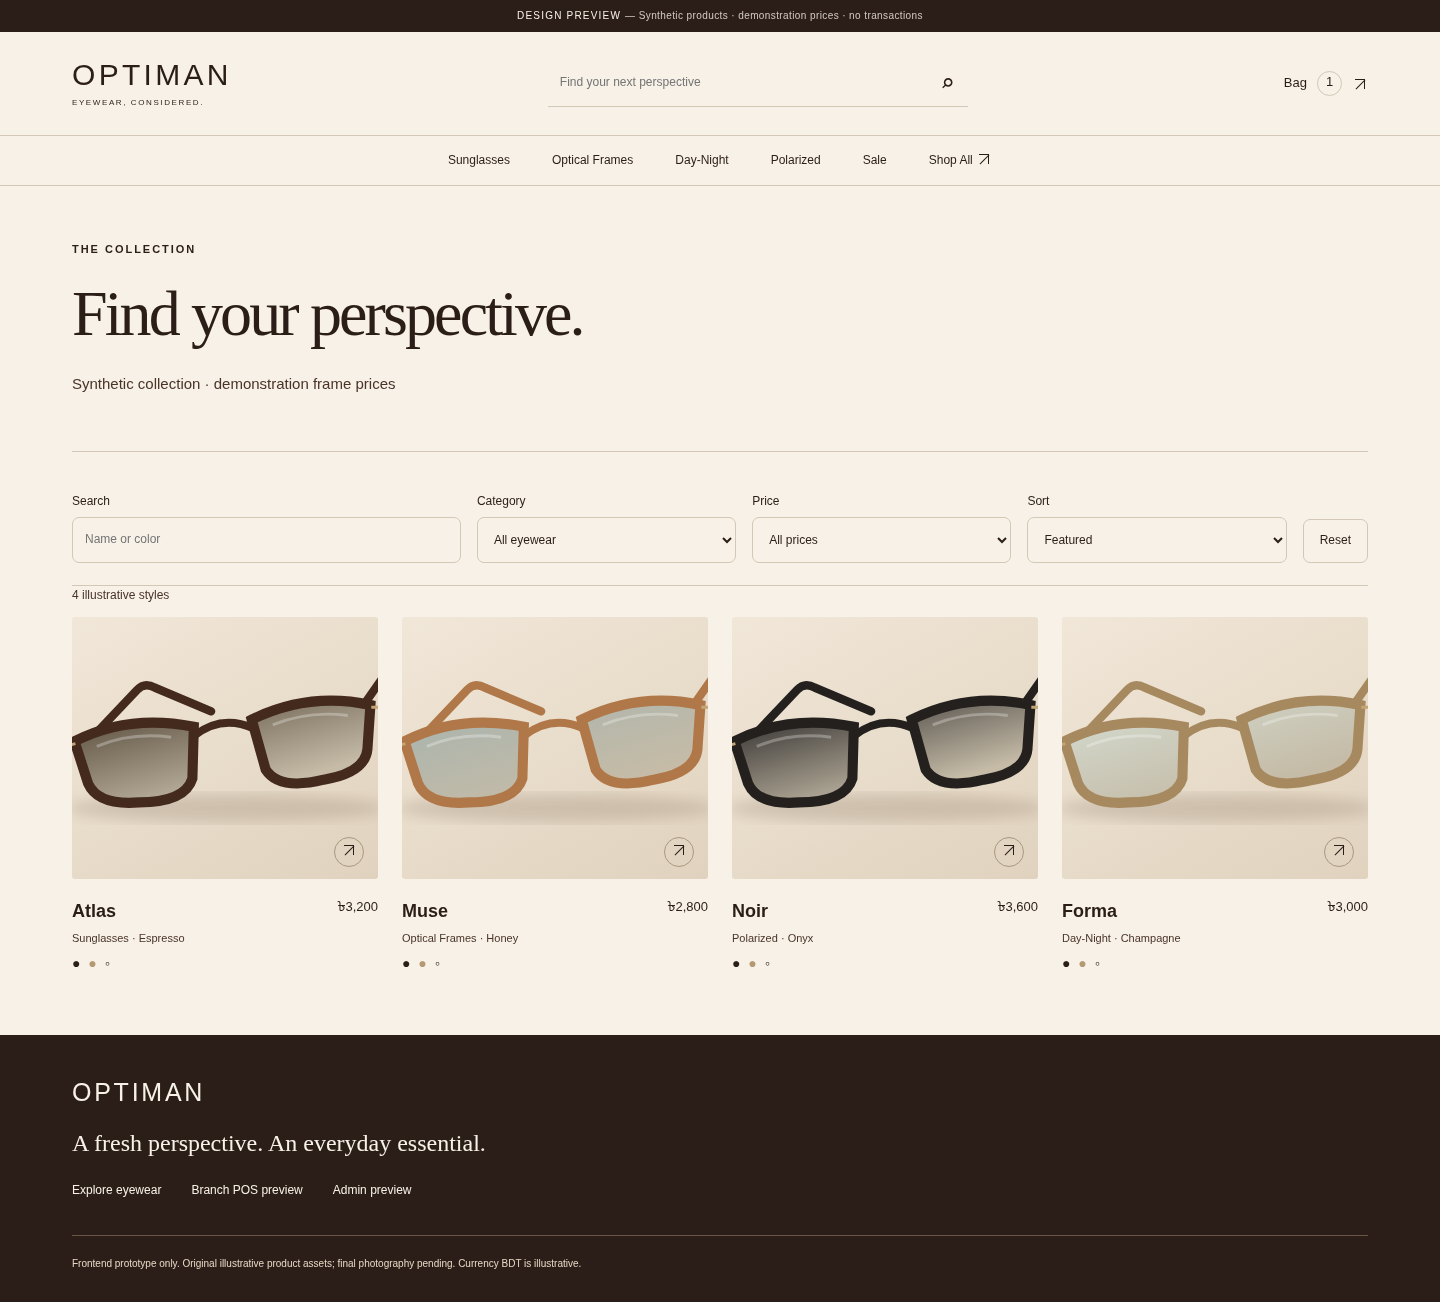 DESIGN PREVIEW — Synthetic products · demonstration prices · no transactions
OPTIMAN
EYEWEAR, CONSIDERED.
Find your next perspective
Bag 1
Sunglasses Optical Frames Day-Night Polarized Sale Shop All
THE COLLECTION
Find your perspective.
Synthetic collection · demonstration frame prices
Search Category Price Sort
Name or color All eyewear All prices Featured Reset
4 illustrative styles
Atlas ৳3,200 Muse ৳2,800 Noir ৳3,600 Forma ৳3,000
Sunglasses · Espresso Optical Frames · Honey Polarized · Onyx Day-Night · Champagne
OPTIMAN
A fresh perspective. An everyday essential.
Explore eyewear Branch POS preview Admin preview
Frontend prototype only. Original illustrative product assets; final photography pending. Currency BDT is illustrative.